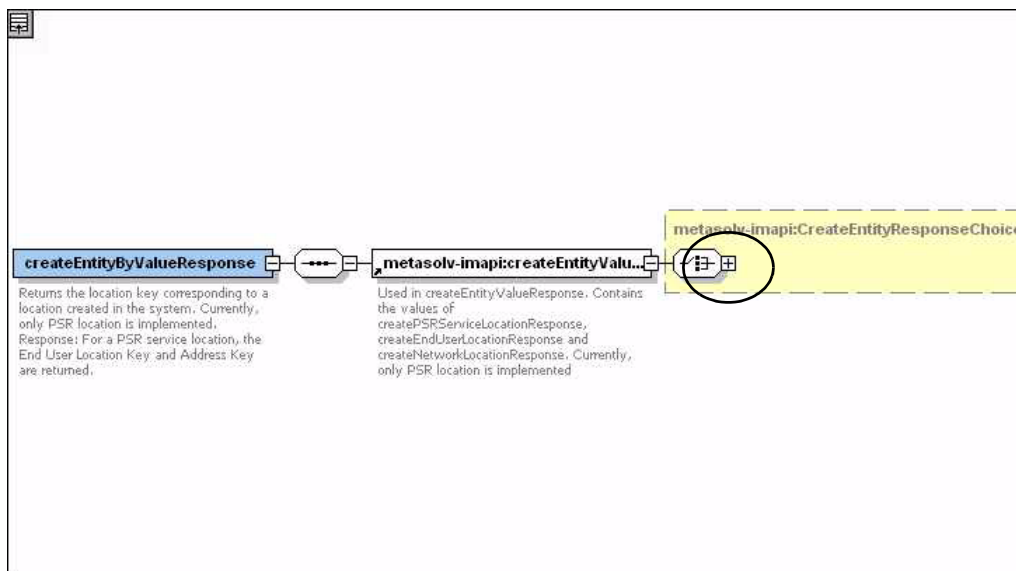 metasolv-imapi:CreateEntityResponseChoice
createEntityByValueResponse
metasolv-imapi:createEntityValu...
Returns the location key corresponding to a
location created in the system. Currently,
only PSR location is implemented.
Response: For a PSR service location, the
End User Location Key and Address Key
are returned.
Used in createEntityValueResponse. Contains
the values of
createPSRServiceLocationResponse,
createEndUserLocationResponse and
createNetworkLocationResponse. Currently,
only PSR location is implemented